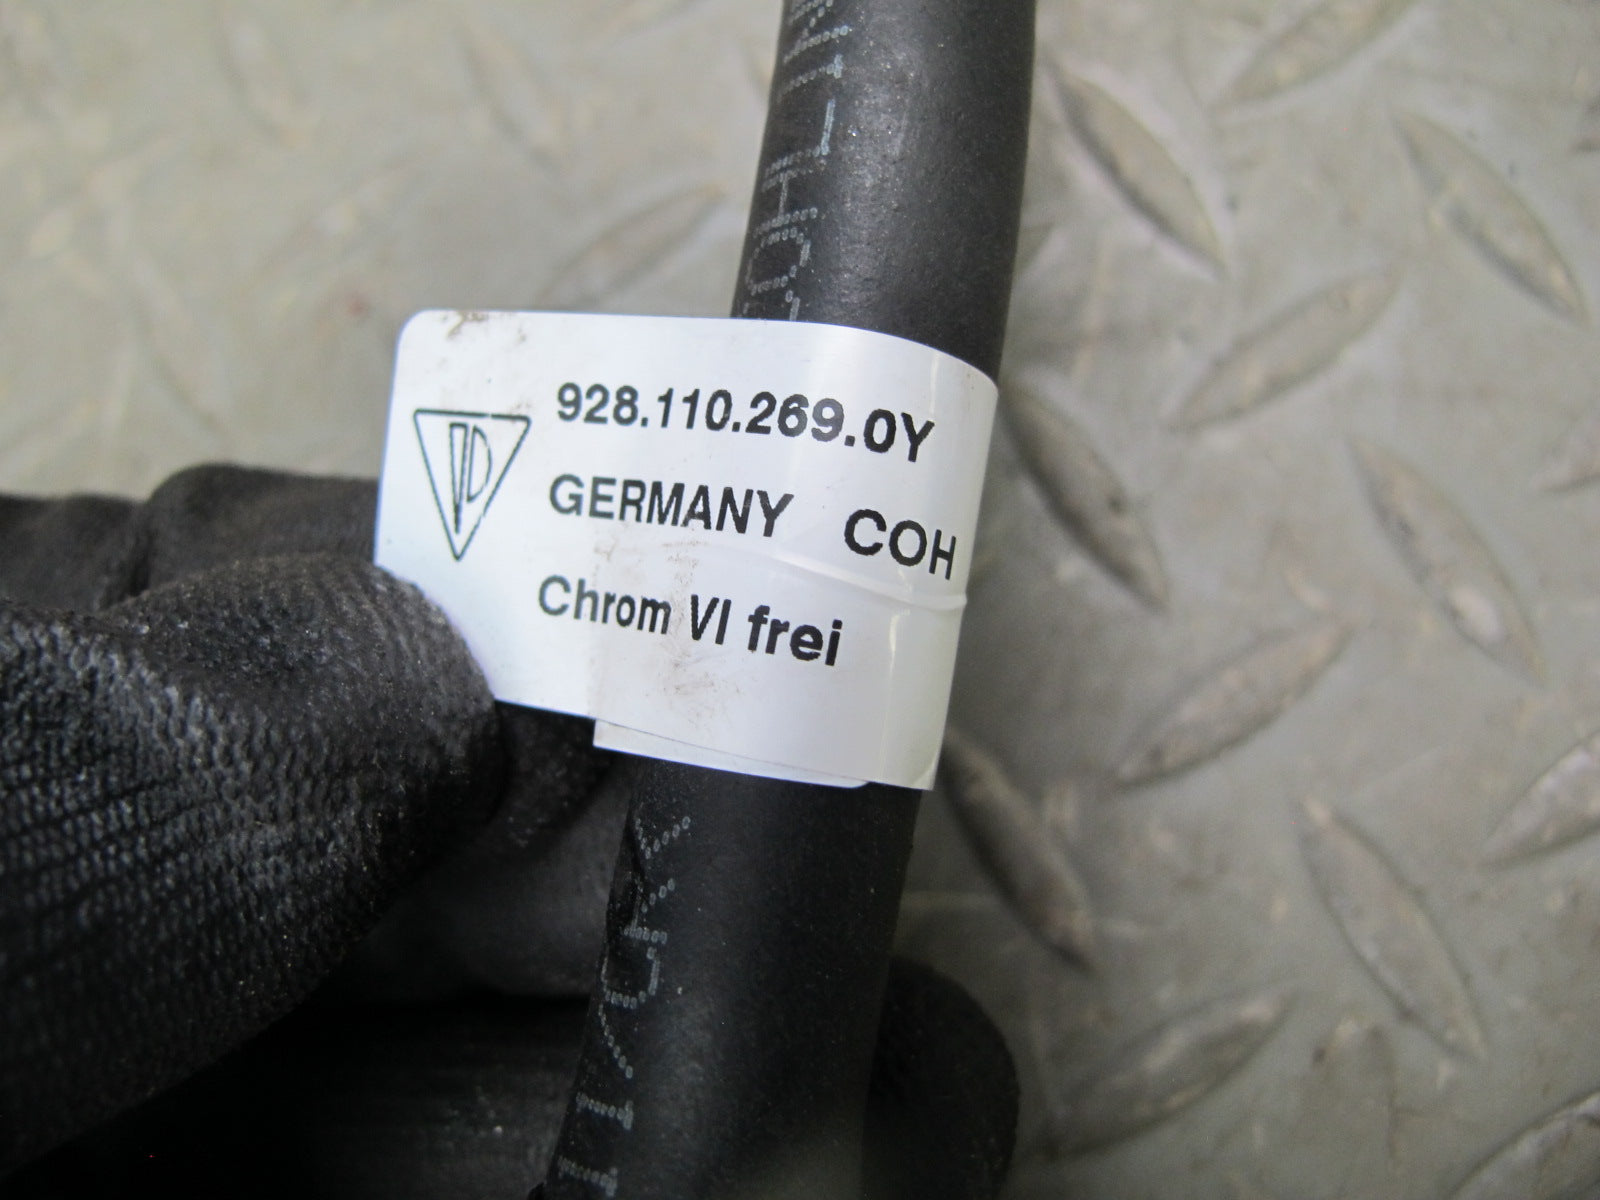 928.110.269.0Y
GERMANY COH
Chrom VI frei